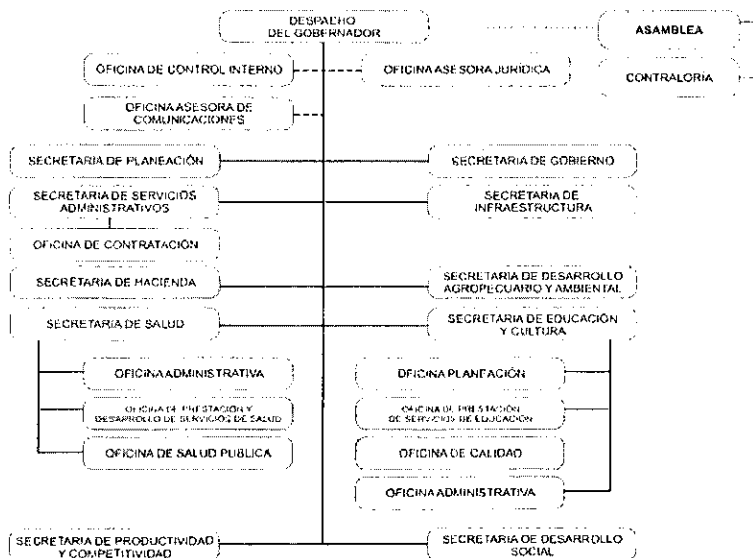 DESPACHO
DEL GOBERNADOR
ASAMBLEA
OFICINA DE CONTROL INTERNO
OFICINA ASESORA JURÍDICA
CONTRALORÍA
OFICINA ASESORA DE
COMUNICACIONES
SECRETARIA DE PLANEACIÓN
SECRETARIA DE GOBIERNO
SECRETARIA DE SERVICIOS
ADMINISTRATIVOS
SECRETARIA DE
INFRAESTRUCTURA
OFICINA DE CONTRATACIÓN
SECRETARIA DE HACIENDA
SECRETARIA DE DESARROLLO
AGROPECUARIO Y AMBIENTAL
SECRETARIA DE SALUD
SECRETARIA DE EDUCACIÓN
Y CULTURA
OFICINA ADMINISTRATIVA
OFICINA PLANEACIÓN
OFICINA DE PRESTACIÓN Y
DESARROLLO DE SERVICIOS DE SALUD
OFICINA DE PRESTACIÓN
DE SERVICIOS DE EDUCACIÓN
OFICINA DE SALUD PUBLICA
OFICINA DE CALIDAD
OFICINA ADMINISTRATIVA
SECRETARIA DE PRODUCTIVIDAD
Y COMPETITIVIDAD
SECRETARIA DE DESARROLLO
SOCIAL